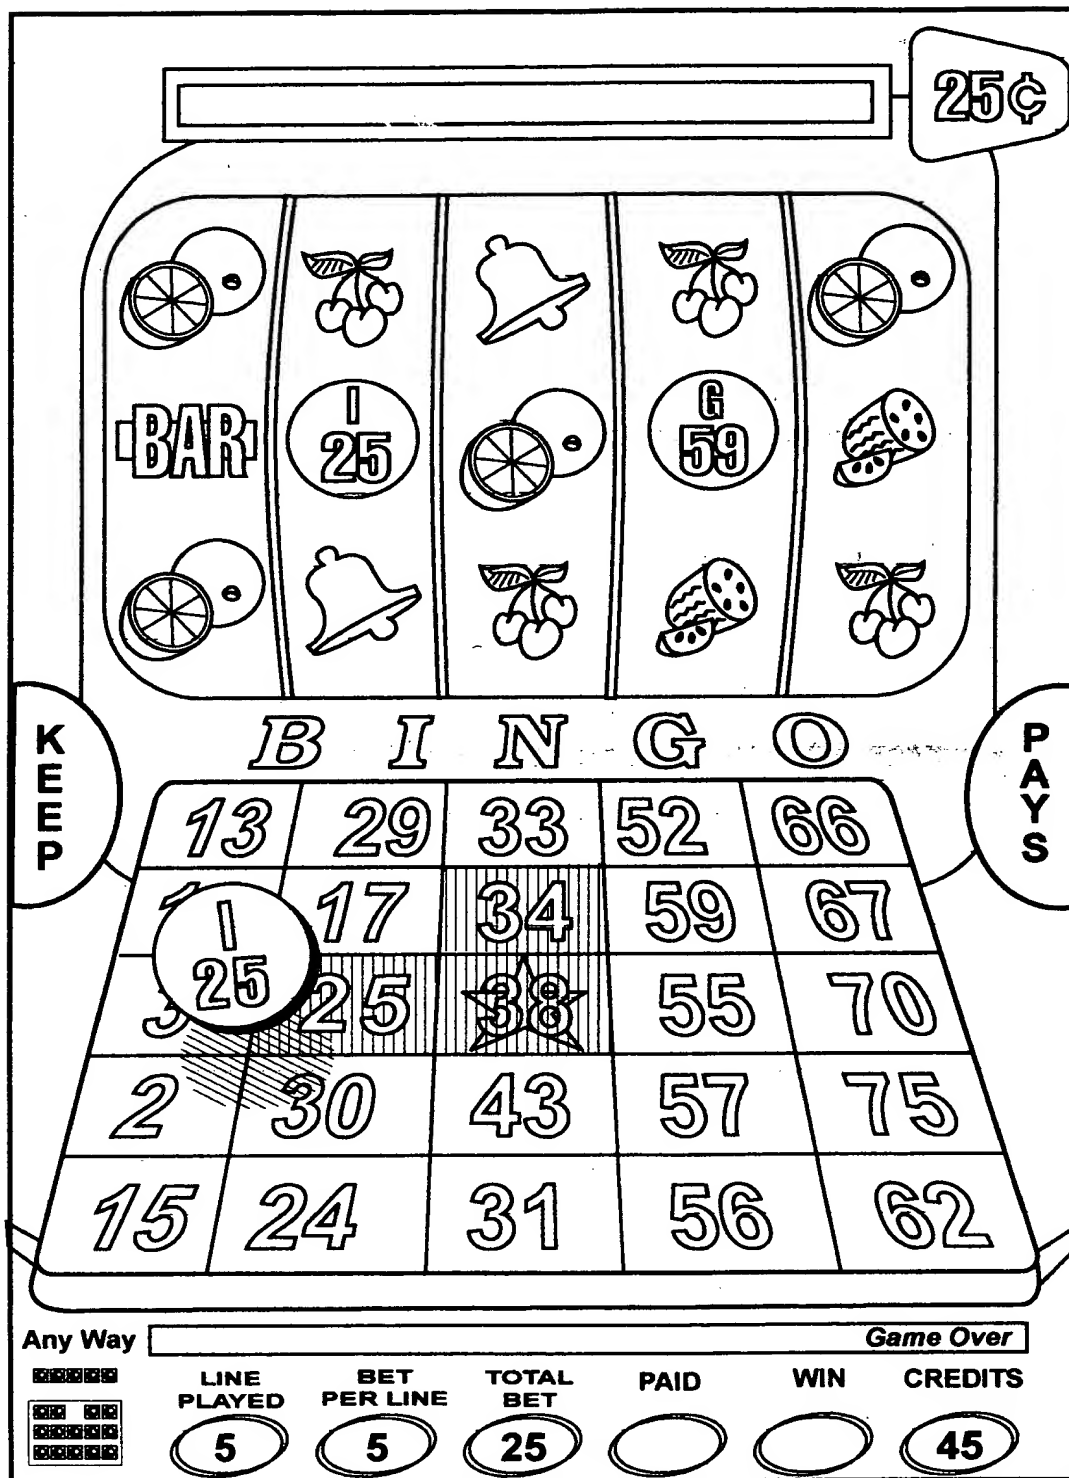 25¢
BAR
I
25
G
59
KEEP
PAYS
B I N G O
13 29 33 52 66
17 34 59 67
I
25
25 38 55 70
2 30 43 57 75
15 24 31 56 62
Any Way
Game Over
LINE PLAYED
BET PER LINE
TOTAL BET
PAID
WIN
CREDITS
5
5
25
45